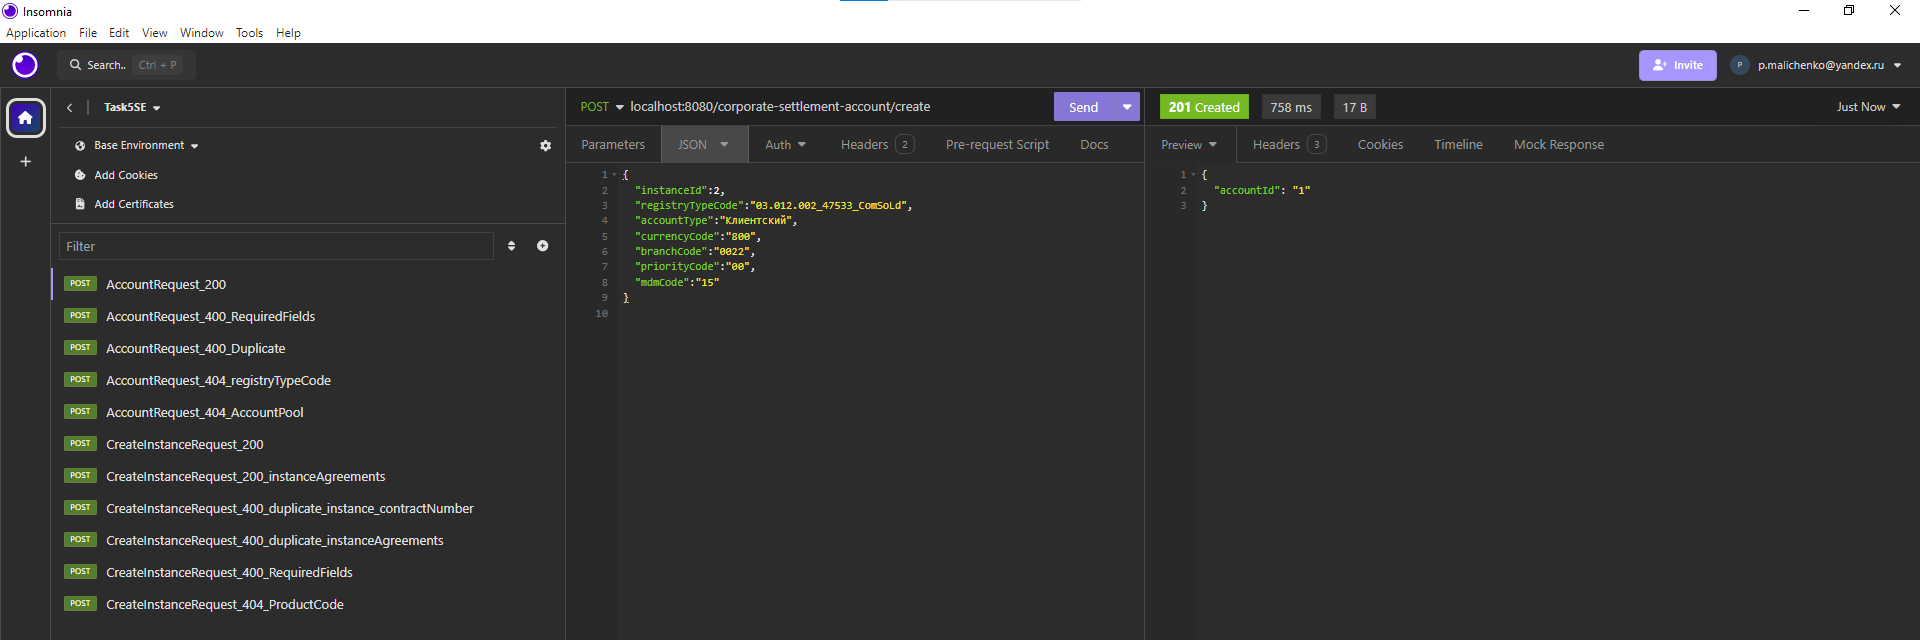 Insomnia
Application File Edit View Window Tools Help
Search.. Ctrl + P
Invite
P p.malichenko@yandex.ru
Task5SE
Base Environment
Add Cookies
Add Certificates
Filter
POST AccountRequest_200
POST AccountRequest_400_RequiredFields
POST AccountRequest_400_Duplicate
POST AccountRequest_404_registryTypeCode
POST AccountRequest_404_AccountPool
POST CreateInstanceRequest_200
POST CreateInstanceRequest_200_instanceAgreements
POST CreateInstanceRequest_400_duplicate_instance_contractNumber
POST CreateInstanceRequest_400_duplicate_instanceAgreements
POST CreateInstanceRequest_400_RequiredFields
POST CreateInstanceRequest_404_ProductCode
POST localhost:8080/corporate-settlement-account/create Send
Parameters JSON Auth Headers 2 Pre-request Script Docs
1 {
2 "instanceId":2,
3 "registryTypeCode":"03.012.002_47533_ComSoLd",
4 "accountType":"Клиентский",
5 "currencyCode":"800",
6 "branchCode":"0022",
7 "priorityCode":"00",
8 "mdmCode":"15"
9 }
10
201 Created 758 ms 17 B Just Now
Preview Headers 3 Cookies Timeline Mock Response
1 {
2 "accountId": "1"
3 }